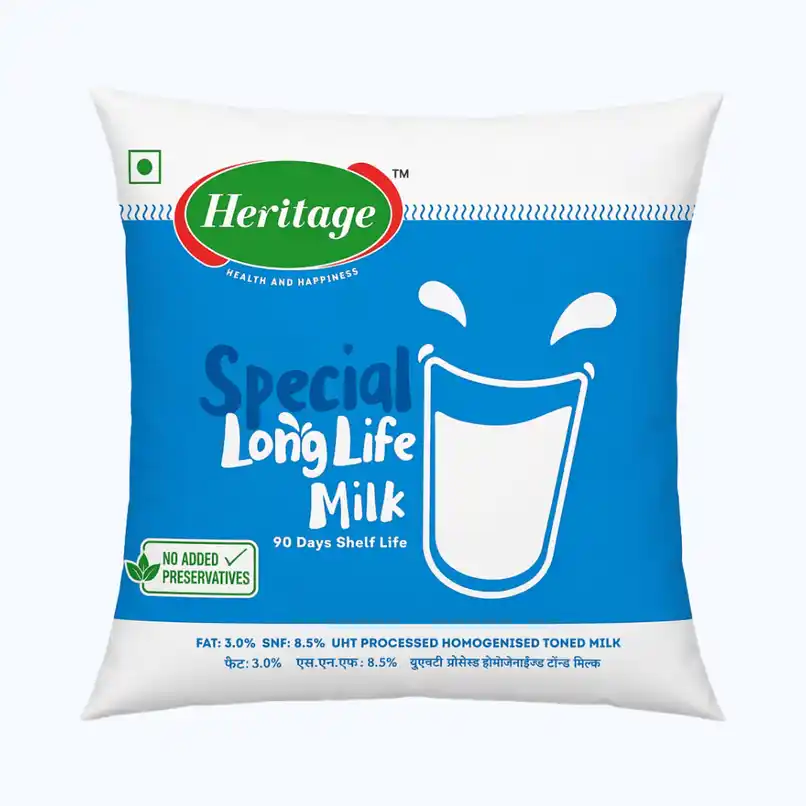 Heritage
TM
HEALTH AND HAPPINESS
Special
Long Life
Milk
90 Days Shelf Life
NO ADDED
PRESERVATIVES
FAT: 3.0% SNF: 8.5% UHT PROCESSED HOMOGENISED TONED MILK
फैट: 3.0% एस.एन.एफ: 8.5% यूएचटी प्रोसेस्ड होमोजेनाईज्ड टोंन्ड मिल्क